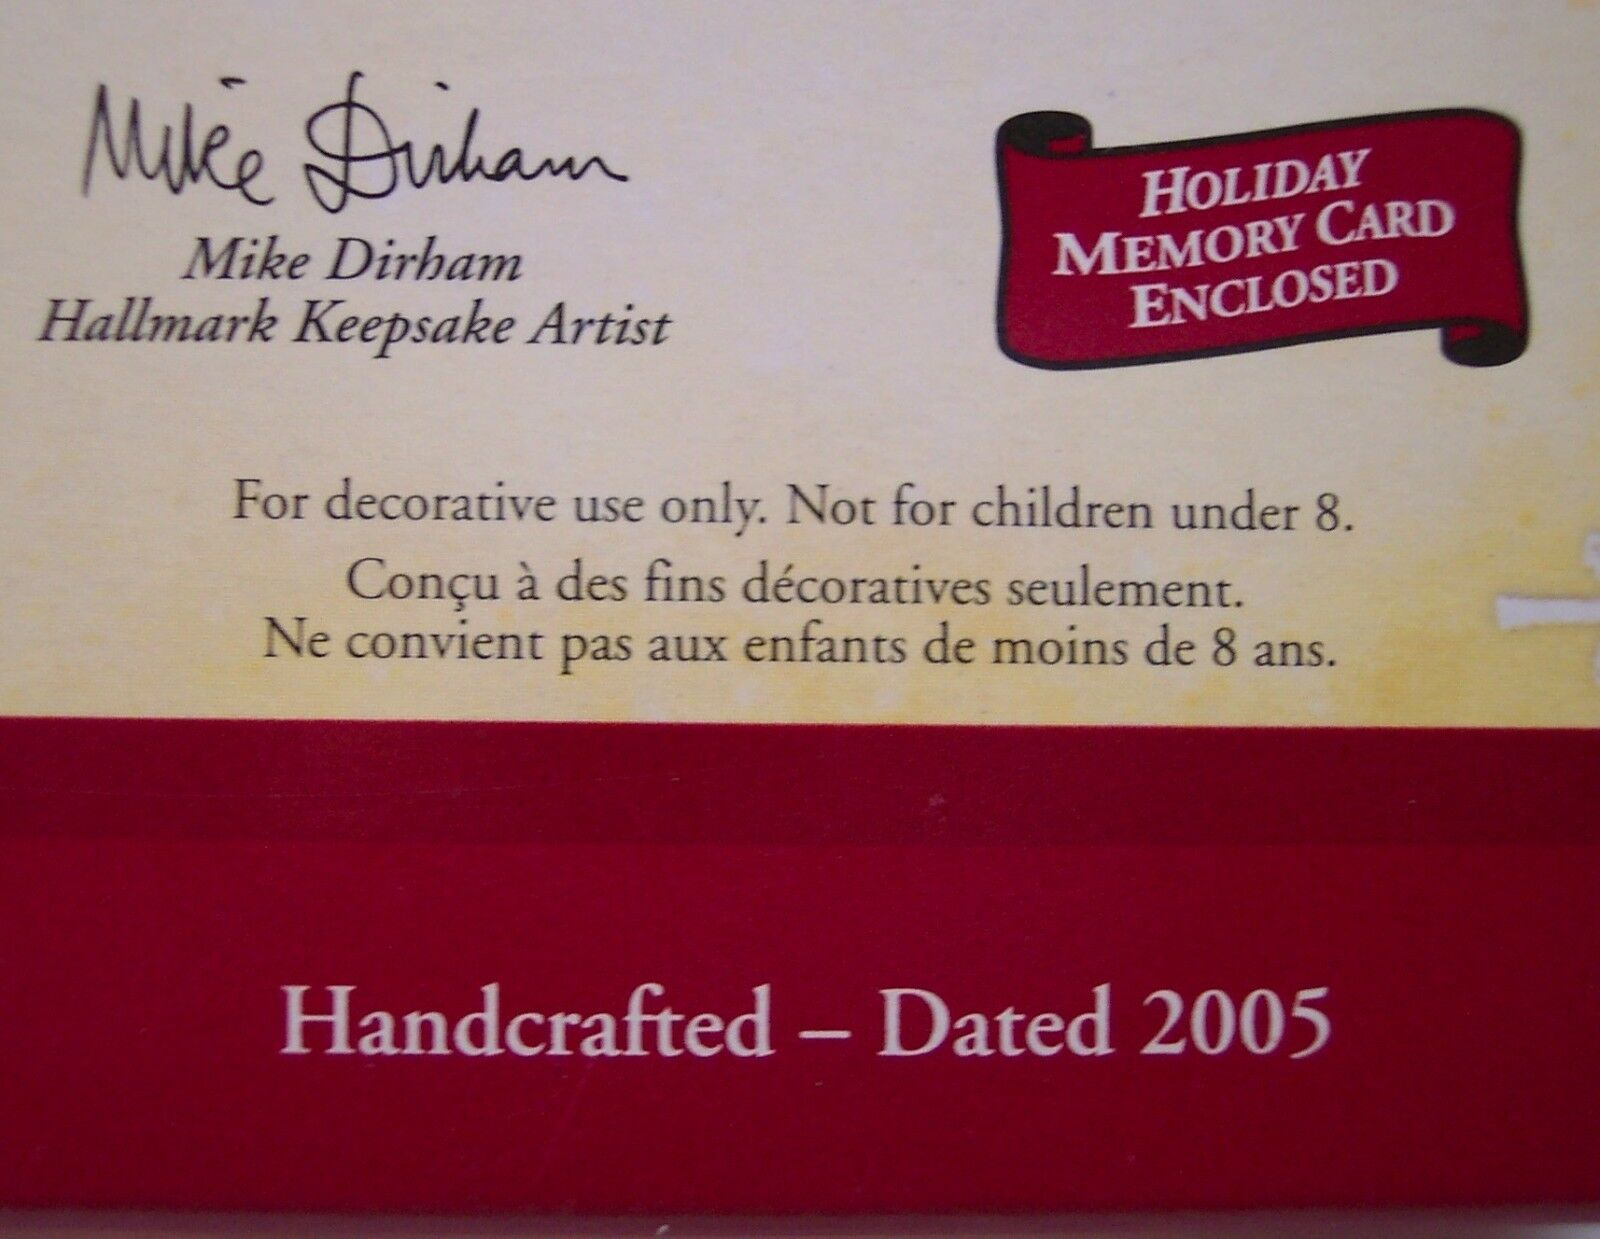 Mike Dirham
Mike Dirham
Hallmark Keepsake Artist
HOLIDAY
MEMORY CARD
ENCLOSED
For decorative use only. Not for children under 8.
Conçu à des fins décoratives seulement.
Ne convient pas aux enfants de moins de 8 ans.
Handcrafted – Dated 2005